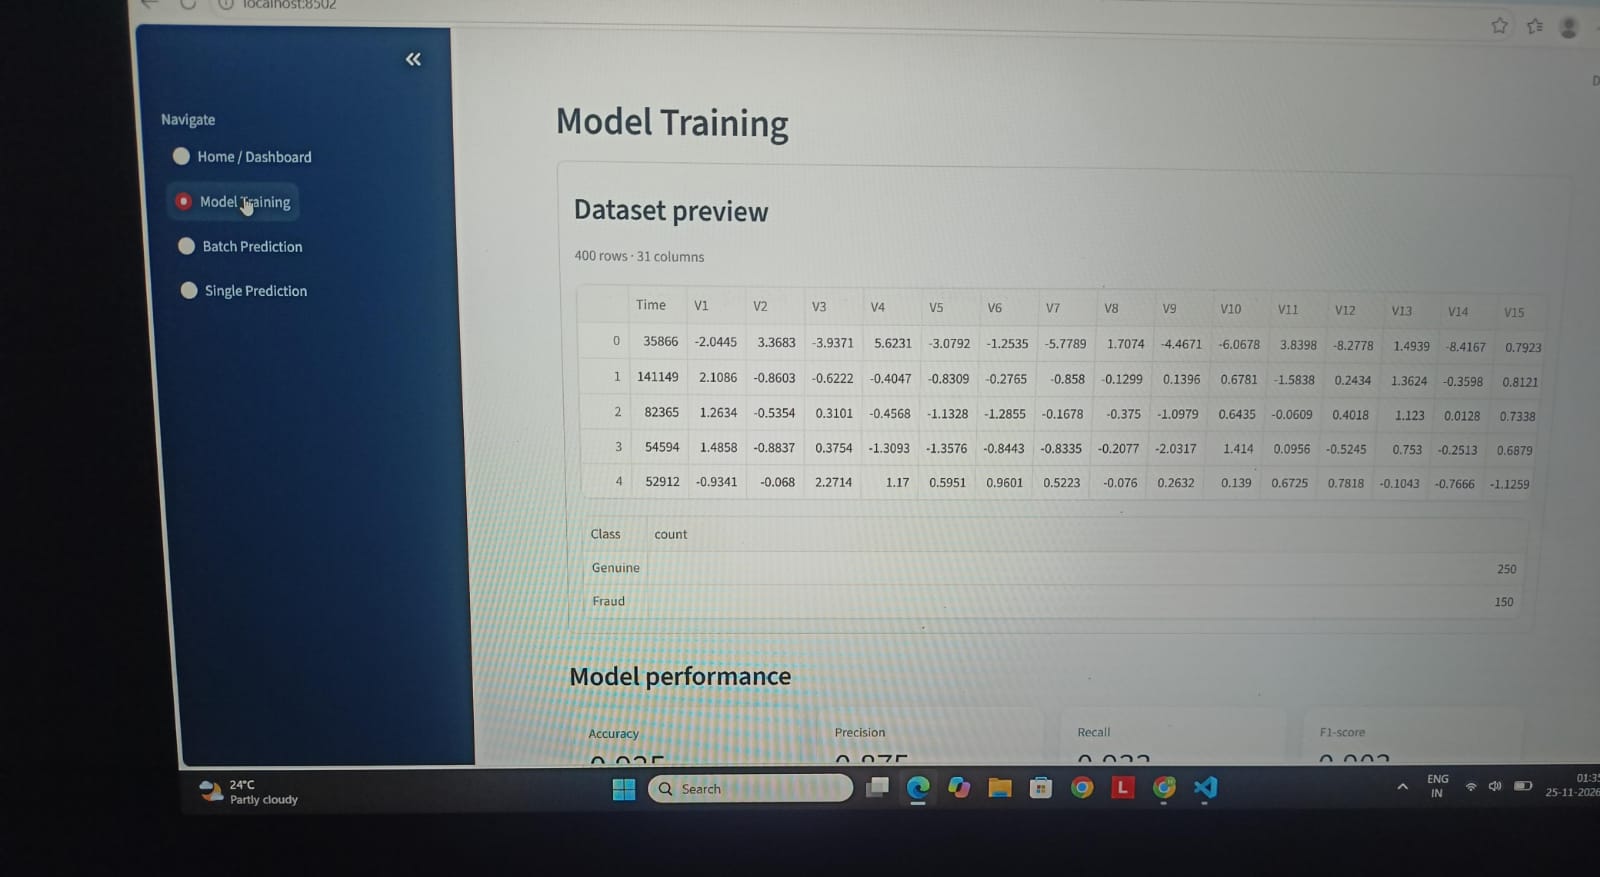 localhost:8502
Navigate
Home / Dashboard
Model Training
Batch Prediction
Single Prediction
Model Training
Dataset preview
400 rows · 31 columns
Time V1 V2 V3 V4 V5 V6 V7 V8 V9 V10 V11 V12 V13 V14 V15
0 35866 -2.0445 3.3683 -3.9371 5.6231 -3.0792 -1.2535 -5.7789 1.7074 -4.4671 -6.0678 3.8398 -8.2778 1.4939 -8.4167 0.7923
1 141149 2.1086 -0.8603 -0.6222 -0.4047 -0.8309 -0.2765 -0.858 -0.1299 0.1396 0.6781 -1.5838 0.2434 1.3624 -0.3598 0.8121
2 82365 1.2634 -0.5354 0.3101 -0.4568 -1.1328 -1.2855 -0.1678 -0.375 -1.0979 0.6435 -0.0609 0.4018 1.123 0.0128 0.7338
3 54594 1.4858 -0.8837 0.3754 -1.3093 -1.3576 -0.8443 -0.8335 -0.2077 -2.0317 1.414 0.0956 -0.5245 0.753 -0.2513 0.6879
4 52912 -0.9341 -0.068 2.2714 1.17 0.5951 0.9601 0.5223 -0.076 0.2632 0.139 0.6725 0.7818 -0.1043 -0.7666 -1.1259
Class count
Genuine 250
Fraud 150
Model performance
Accuracy Precision Recall F1-score
24°C
Partly cloudy
Search
L
ENG
IN
01:35
25-11-2026